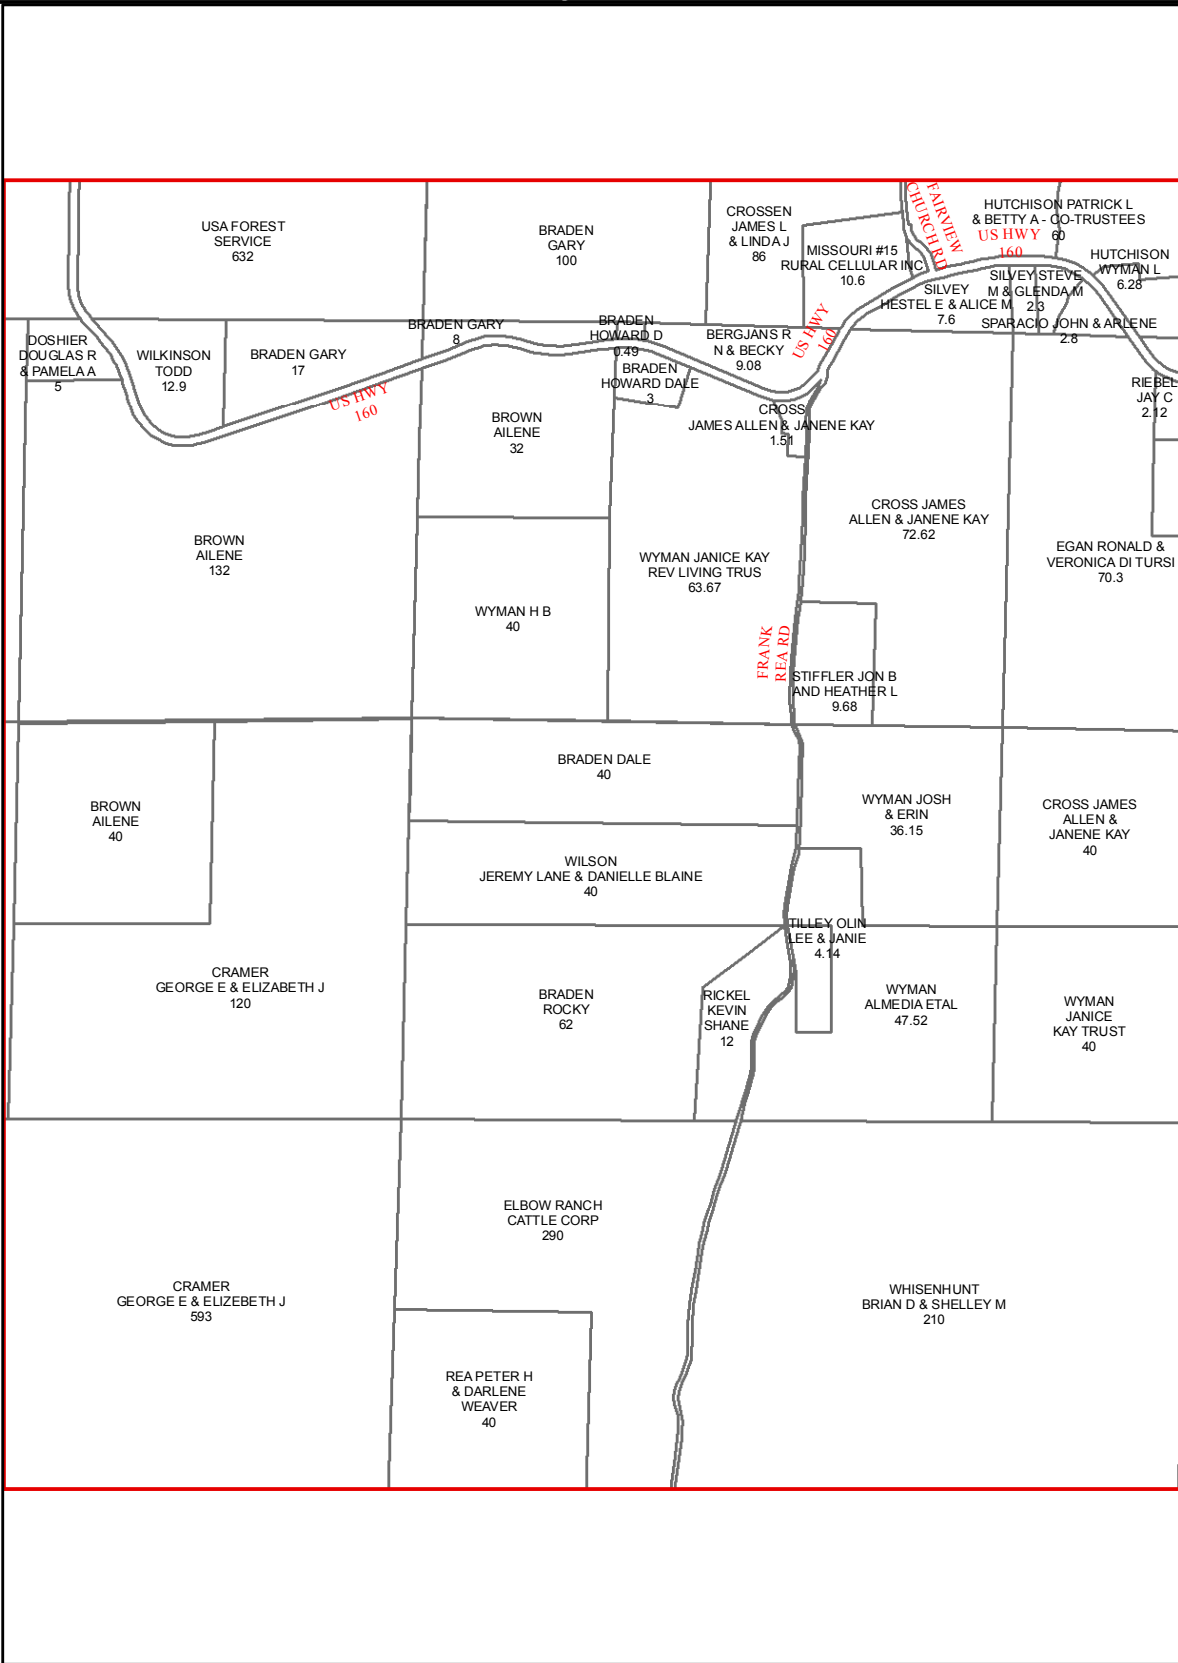 USA FOREST
SERVICE
632
BRADEN
GARY
100
CROSSEN
JAMES L
& LINDA J
86
MISSOURI #15
RURAL CELLULAR INC
10.6
FAIRVIEW
CHURCH RD
HUTCHISON PATRICK L
& BETTY A - CO-TRUSTEES
60
US HWY
160
HUTCHISON
WYMAN L
6.28
SILVEY
HESTEL E & ALICE M
7.6
SILVEY STEVE
M & GLENDA M
2.3
SPARACIO JOHN & ARLENE
2.8
DOSHIER
DOUGLAS R
& PAMELA A
5
WILKINSON
TODD
12.9
BRADEN GARY
17
BRADEN GARY
8
BRADEN
HOWARD D
0.49
BRADEN
HOWARD DALE
3
BERGJANS R
N & BECKY
9.08
US HWY
160
US HWY
160
RIEBEL
JAY C
2.12
CROSS
JAMES ALLEN & JANENE KAY
1.51
BROWN
AILENE
32
BROWN
AILENE
132
WYMAN H B
40
WYMAN JANICE KAY
REV LIVING TRUS
63.67
CROSS JAMES
ALLEN & JANENE KAY
72.62
EGAN RONALD &
VERONICA DI TURSI
70.3
FRANK
REA RD
STIFFLER JON B
AND HEATHER L
9.68
BROWN
AILENE
40
BRADEN DALE
40
WYMAN JOSH
& ERIN
36.15
CROSS JAMES
ALLEN &
JANENE KAY
40
WILSON
JEREMY LANE & DANIELLE BLAINE
40
TILLEY OLIN
LEE & JANIE
4.14
CRAMER
GEORGE E & ELIZABETH J
120
BRADEN
ROCKY
62
RICKEL
KEVIN
SHANE
12
WYMAN
ALMEDIA ETAL
47.52
WYMAN
JANICE
KAY TRUST
40
ELBOW RANCH
CATTLE CORP
290
CRAMER
GEORGE E & ELIZEBETH J
593
WHISENHUNT
BRIAN D & SHELLEY M
210
REA PETER H
& DARLENE
WEAVER
40